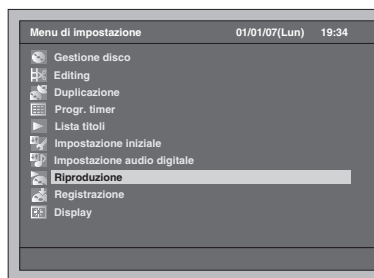 Menu di impostazione 01/01/07(Lun) 19:34
Gestione disco
Editing
Duplicazione
Progr. timer
Lista titoli
Impostazione iniziale
Impostazione audio digitale
Riproduzione
Registrazione
Display